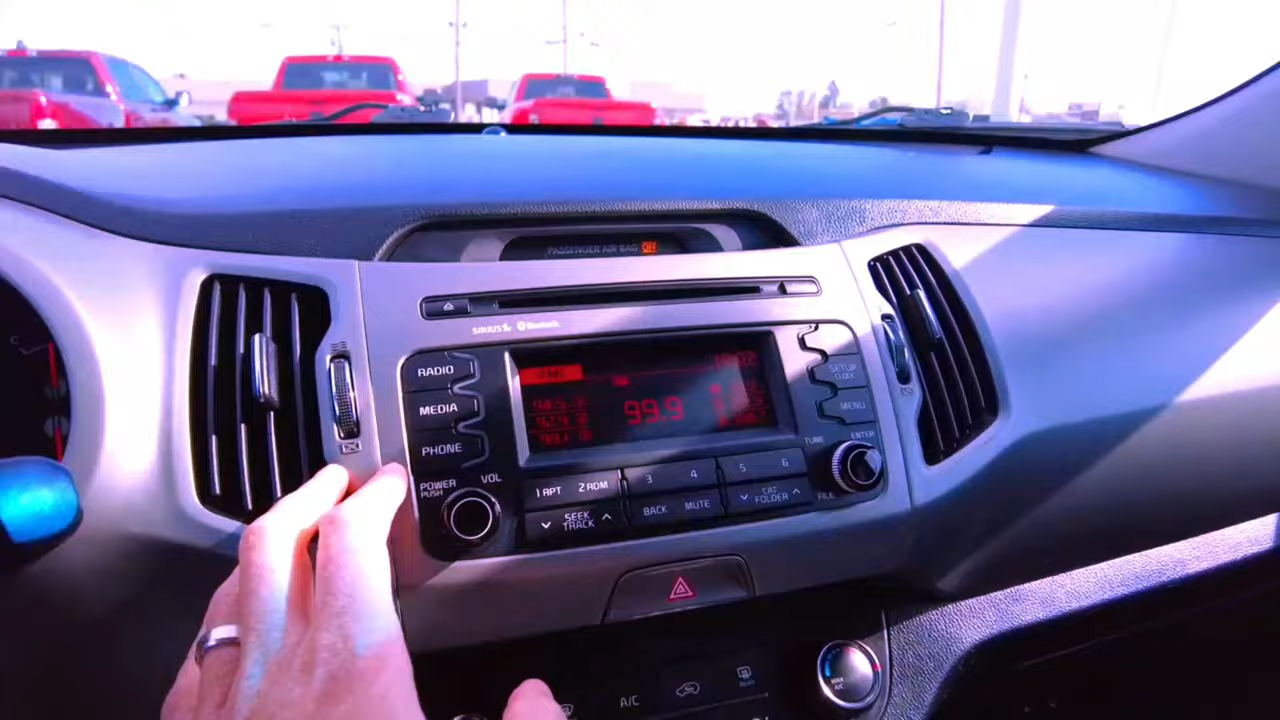 PASSENGER AIR BAG OFF
SIRIUS Bluetooth
RADIO
MEDIA
PHONE
99.9
SETUP
CLOCK
MENU
POWER
PUSH
VOL
TUNE
ENTER
FILE
1 RPT 2 RDM
3 4
5 6
SEEK
TRACK
BACK MUTE
CAT
FOLDER
A/C
MAX
A/C
C